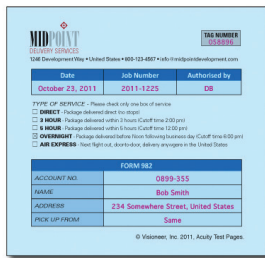 MIDPOINT
DELIVERY SERVICES
TAG NUMBER
058896
1246 Development Way • United States • 800-123-4567 • info@midpointdevelopment.com
Date Job Number Authorised by
October 23, 2011 2011-1225 DB
TYPE OF SERVICE - Please check only one box of service
DIRECT - Package delivered direct (no stops)
3 HOUR - Package delivered within 3 hours (Cutoff time 2:00 pm)
5 HOUR - Package delivered within 5 hours (Cutoff time 12:00 pm)
OVERNIGHT - Package delivered before Noon following business day (Cutoff time 6:00 pm)
AIR EXPRESS - Next flight out, door-to-door, delivery anywhere in the United States
FORM 982
ACCOUNT NO. 0899-355
NAME Bob Smith
ADDRESS 234 Somewhere Street, United States
PICK UP FROM Same
© Visioneer, Inc. 2011, Acuity Test Pages